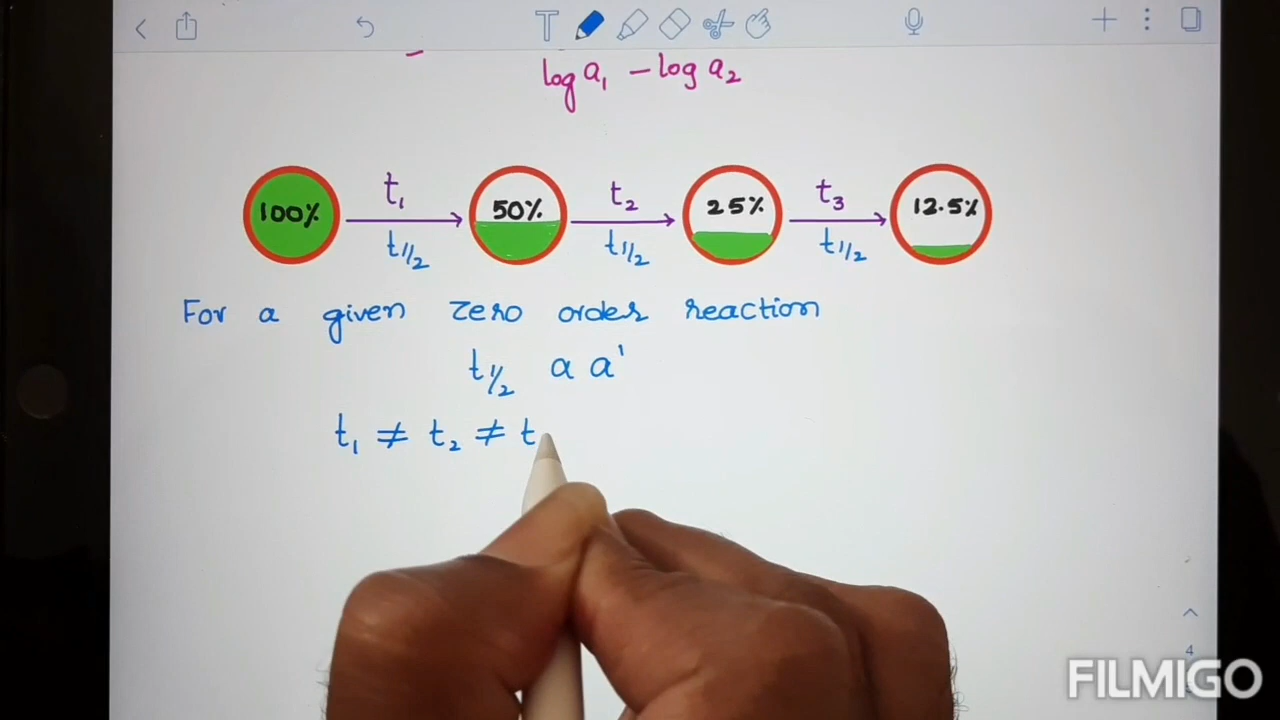 log a₁ – log a₂
100% t₁ 50% t₂ 25% t₃ 12.5%
t½ t½ t½
For a given zero order reaction
t½ α a¹
t₁ ≠ t₂ ≠ t
4
FILMIGO